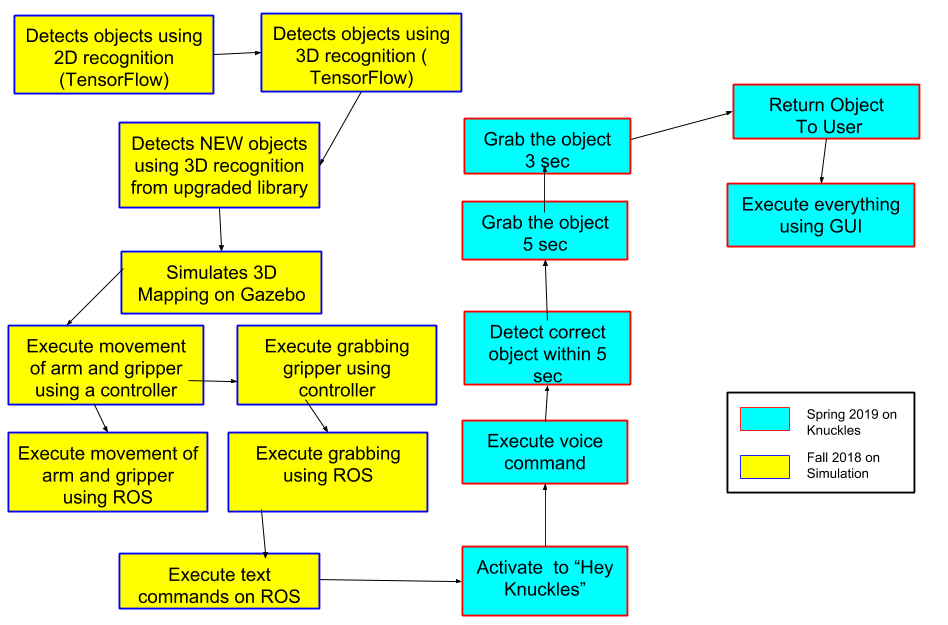 Detects objects using
2D recognition
(TensorFlow)
Detects objects using
3D recognition (
TensorFlow)
Detects NEW objects
using 3D recognition
from upgraded library
Simulates 3D
Mapping on Gazebo
Execute movement
of arm and gripper
using a controller
Execute grabbing
gripper using
controller
Execute movement of
arm and gripper
using ROS
Execute grabbing
using ROS
Execute text
commands on ROS
Activate to “Hey
Knuckles”
Execute voice
command
Detect correct
object within 5
sec
Grab the object
5 sec
Grab the object
3 sec
Return Object
To User
Execute everything
using GUI
Spring 2019 on
Knuckles
Fall 2018 on
Simulation